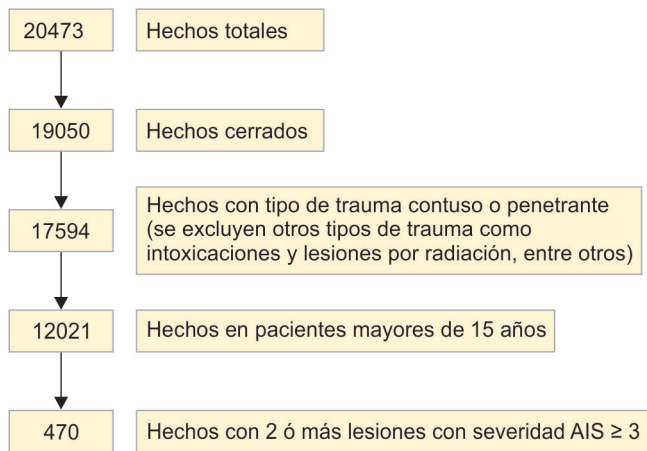 20473 Hechos totales
19050 Hechos cerrados
17594 Hechos con tipo de trauma contuso o penetrante
(se excluyen otros tipos de trauma como
intoxicaciones y lesiones por radiación, entre otros)
12021 Hechos en pacientes mayores de 15 años
470 Hechos con 2 ó más lesiones con severidad AIS ≥ 3